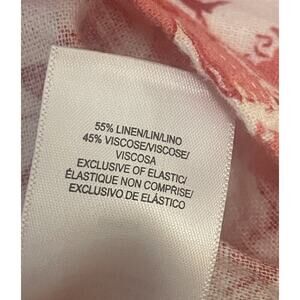 55% LINEN/LIN/LINO
45% VISCOSE/VISCOSE/
VISCOSA
EXCLUSIVE OF ELASTIC/
ÉLASTIQUE NON COMPRISE/
EXCLUSIVO DE ELÁSTICO